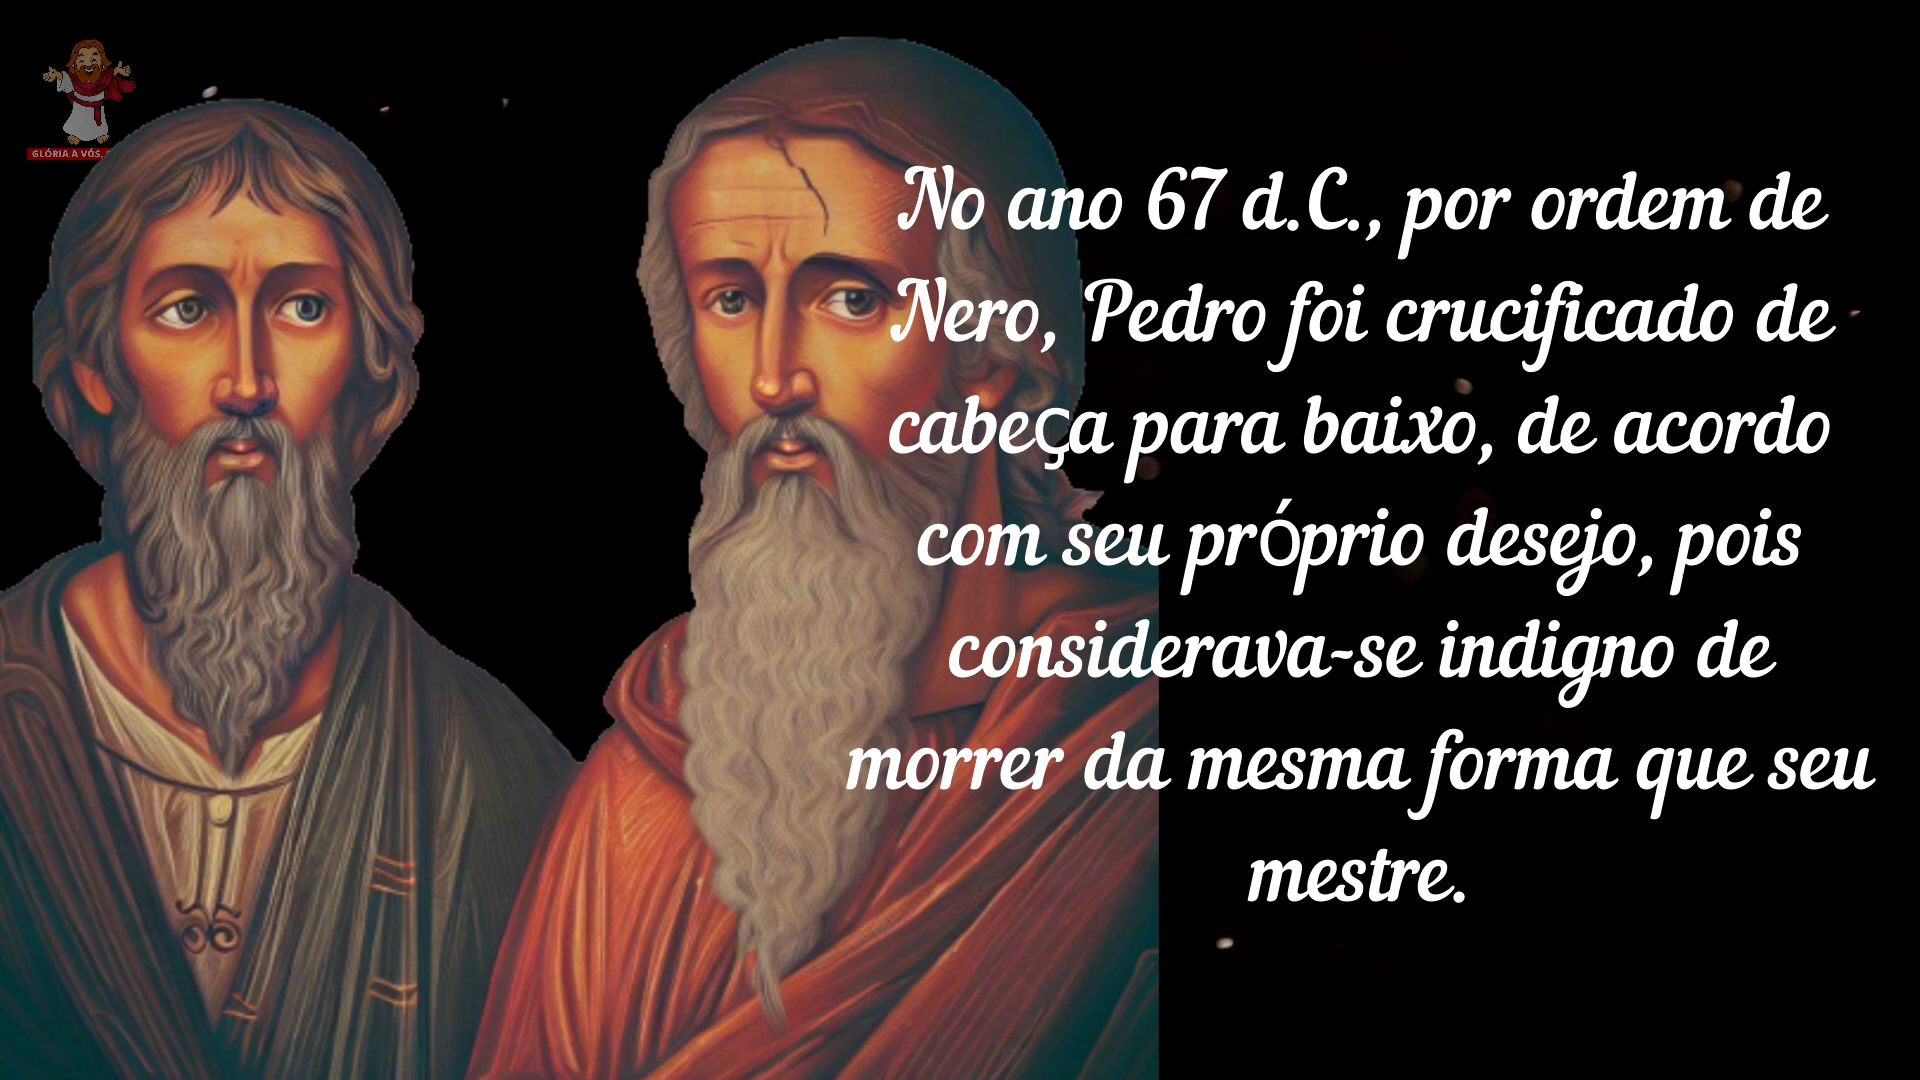 GLÓRIA A VÓS,
No ano 67 d.C., por ordem de
Nero, Pedro foi crucificado de
cabeça para baixo, de acordo
com seu próprio desejo, pois
considerava-se indigno de
morrer da mesma forma que seu
mestre.